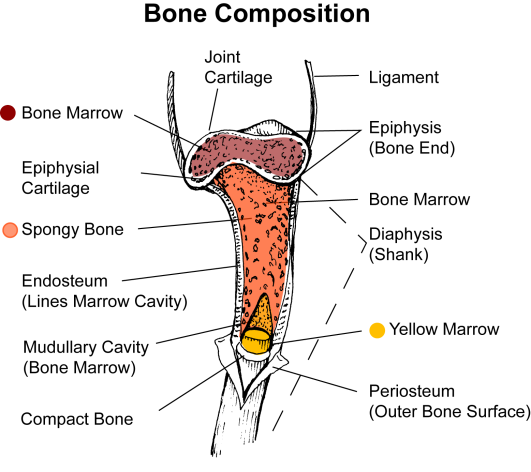 Bone Composition
Joint
Cartilage
Ligament
Bone Marrow
Epiphysis
(Bone End)
Epiphysial
Cartilage
Bone Marrow
Spongy Bone
Diaphysis
(Shank)
Endosteum
(Lines Marrow Cavity)
Yellow Marrow
Mudullary Cavity
(Bone Marrow)
Periosteum
(Outer Bone Surface)
Compact Bone